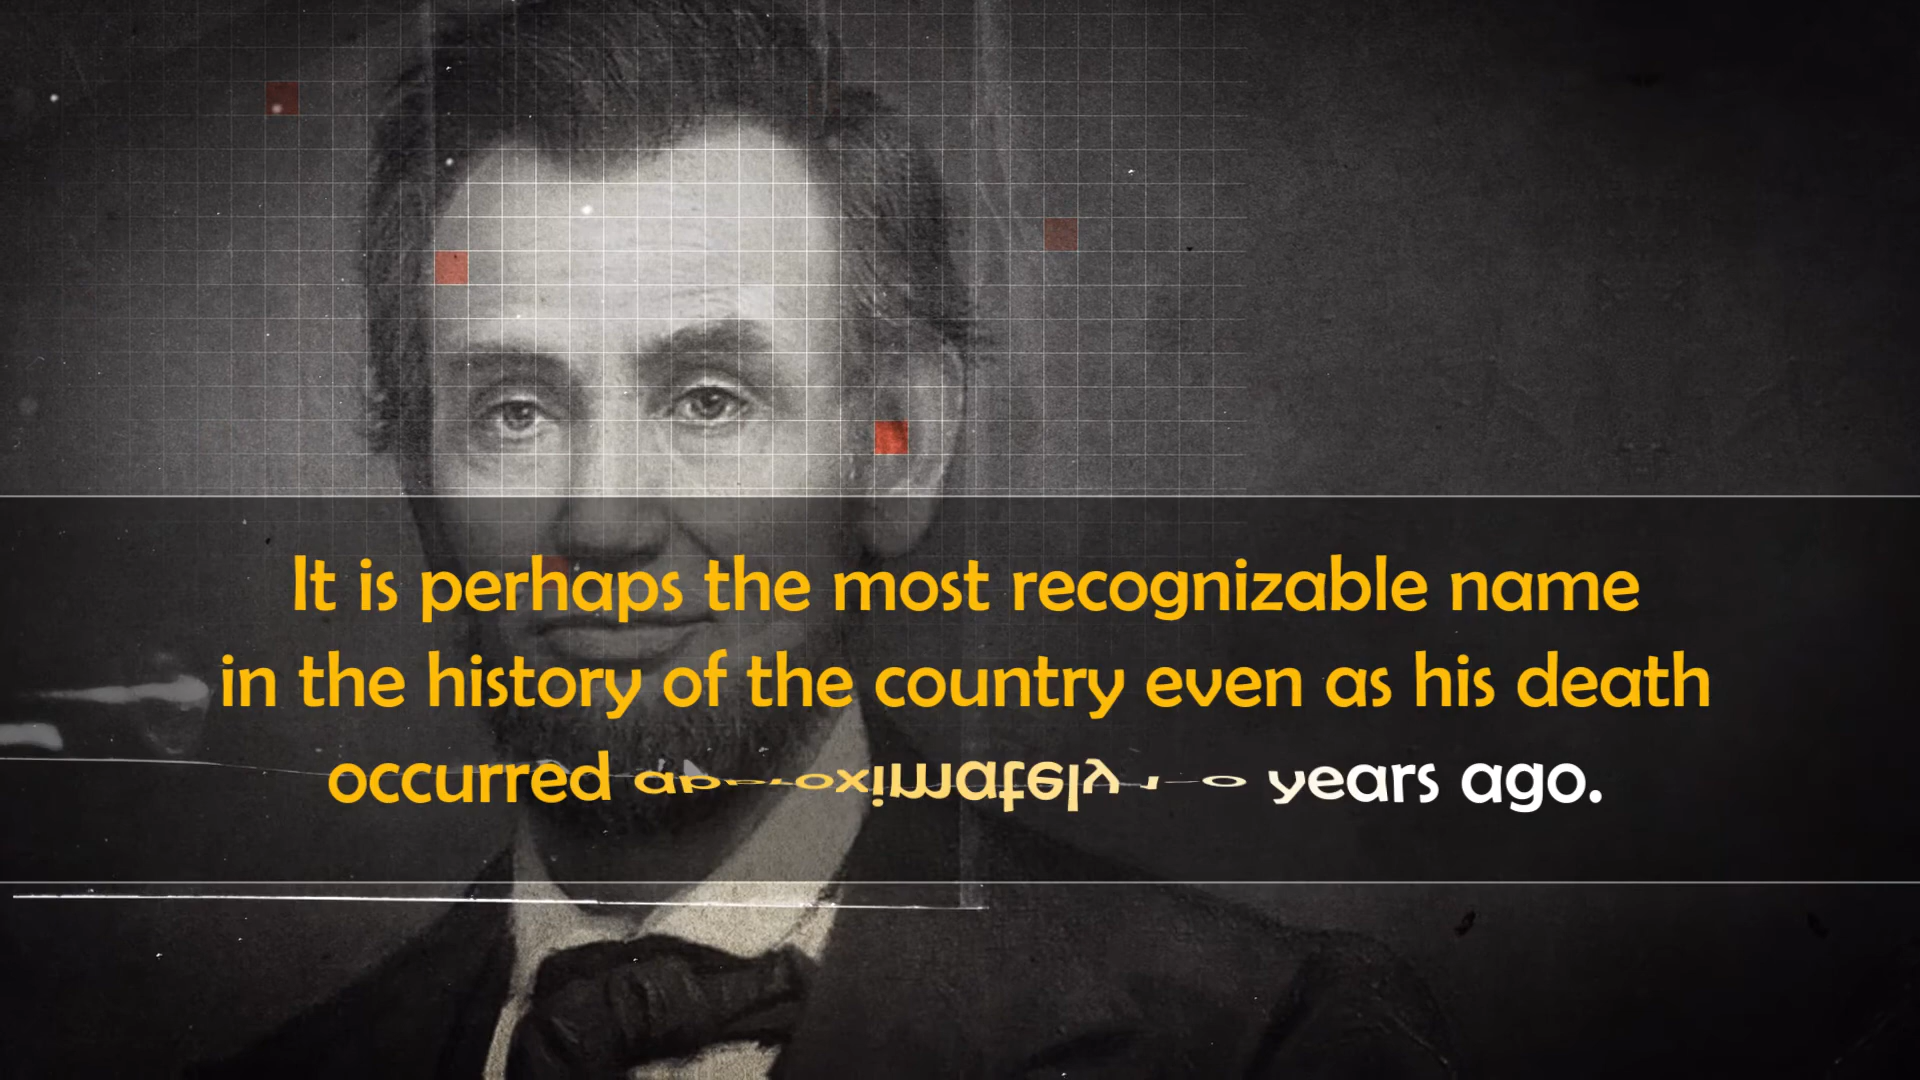 It is perhaps the most recognizable name
in the history of the country even as his death
occurred approximately years ago.